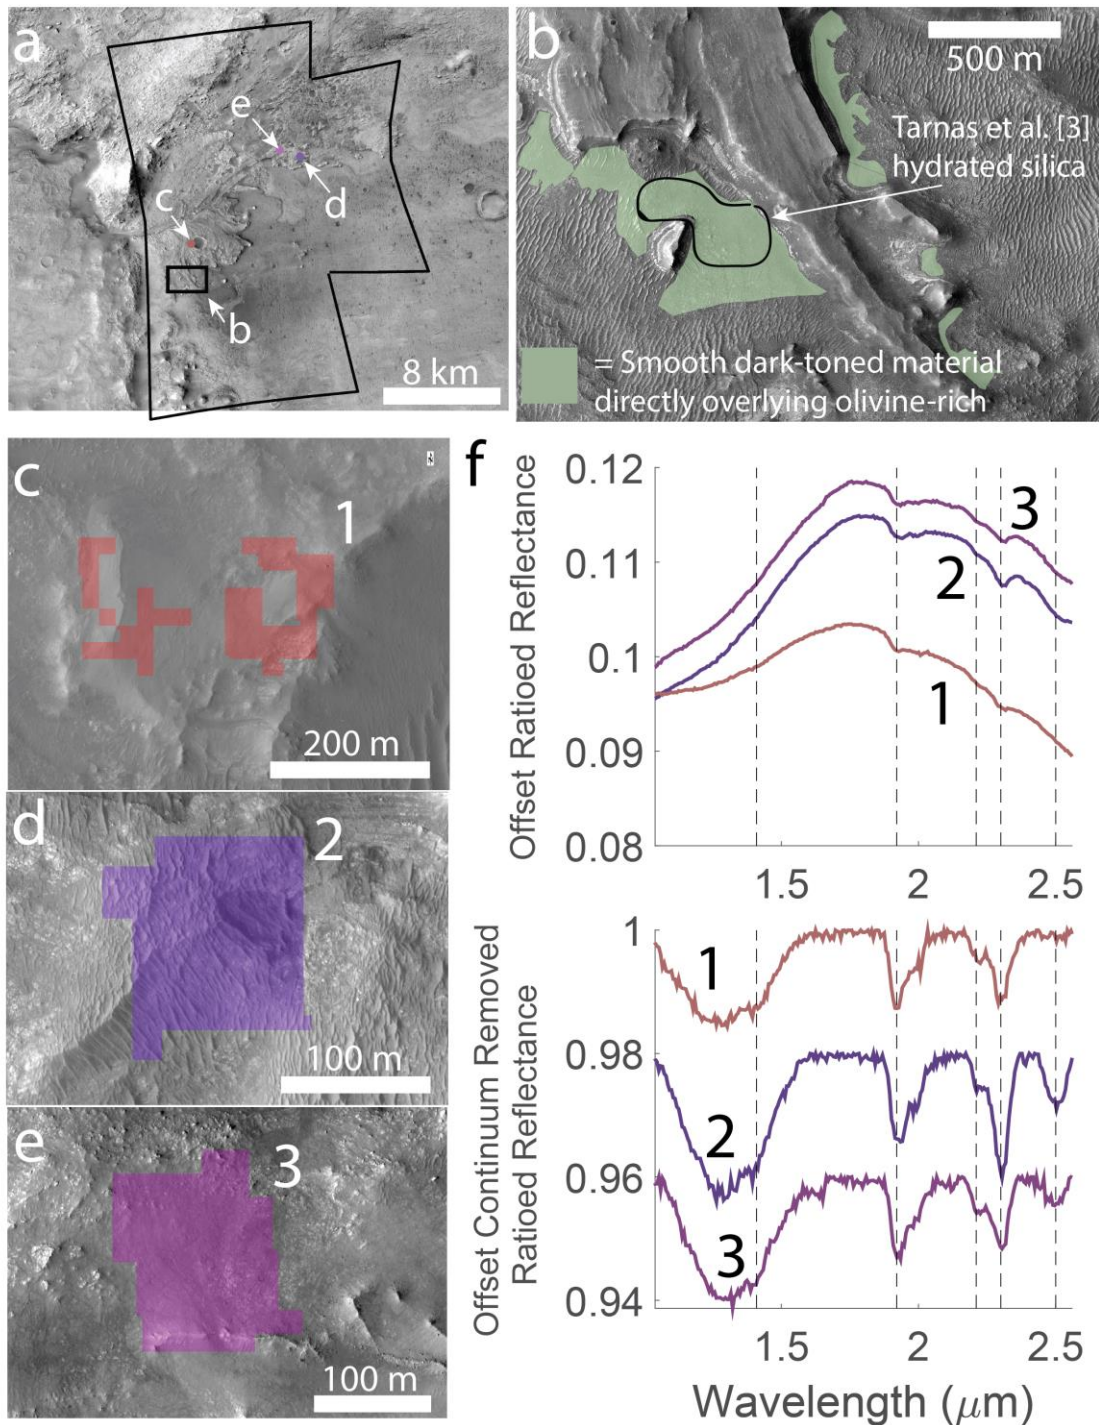 a
e
d
c
b
8 km
b
500 m
Tarnas et al. [3]
hydrated silica
= Smooth dark-toned material
directly overlying olivine-rich
c
1
200 m
d
2
100 m
e
3
100 m
f
Offset Ratioed Reflectance
0.12
0.11
0.1
0.09
0.08
3
2
1
1.5
2
2.5
Offset Continuum Removed
Ratioed Reflectance
1
0.98
0.96
0.94
1
2
3
1.5
2
2.5
Wavelength (μm)